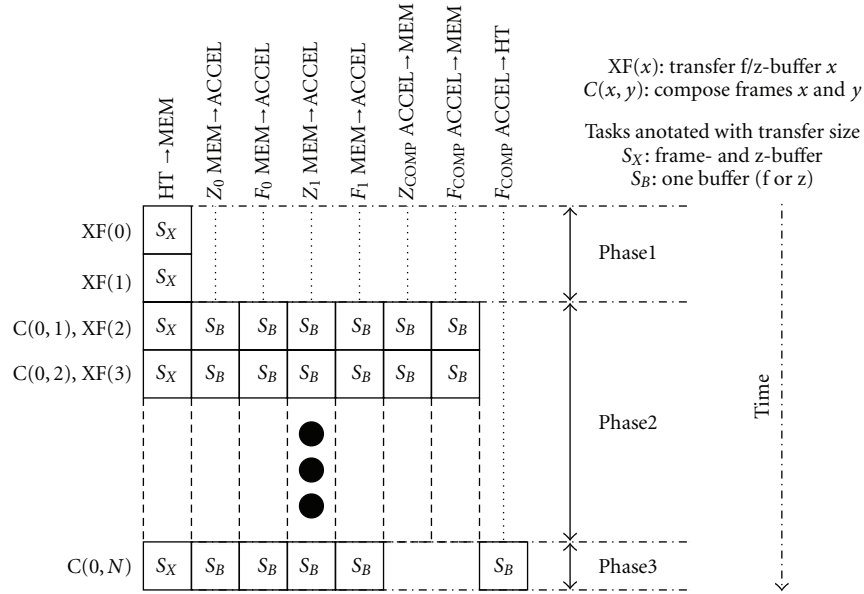 HT →MEM
Z0 MEM→ACCEL
F0 MEM→ACCEL
Z1 MEM→ACCEL
F1 MEM→ACCEL
ZCOMP ACCEL→MEM
FCOMP ACCEL→MEM
FCOMP ACCEL→HT
XF(x): transfer f/z-buffer x
C(x, y): compose frames x and y
Tasks anotated with transfer size
SX: frame- and z-buffer
SB: one buffer (f or z)
XF(0) SX
Phase1
XF(1) SX
C(0, 1), XF(2) SX SB SB SB SB SB SB
C(0, 2), XF(3) SX SB SB SB SB SB SB
Phase2
Time
C(0, N) SX SB SB SB SB SB Phase3